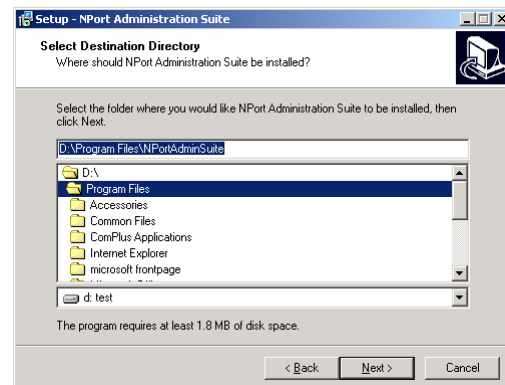 Setup - NPort Administration Suite
Select Destination Directory
Where should NPort Administration Suite be installed?
Select the folder where you would like NPort Administration Suite to be installed, then
click Next.
D:\Program Files\NPortAdminSuite
D:\
Program Files
Accessories
Common Files
ComPlus Applications
Internet Explorer
microsoft frontpage
d: test
The program requires at least 1.8 MB of disk space.
< Back
Next >
Cancel